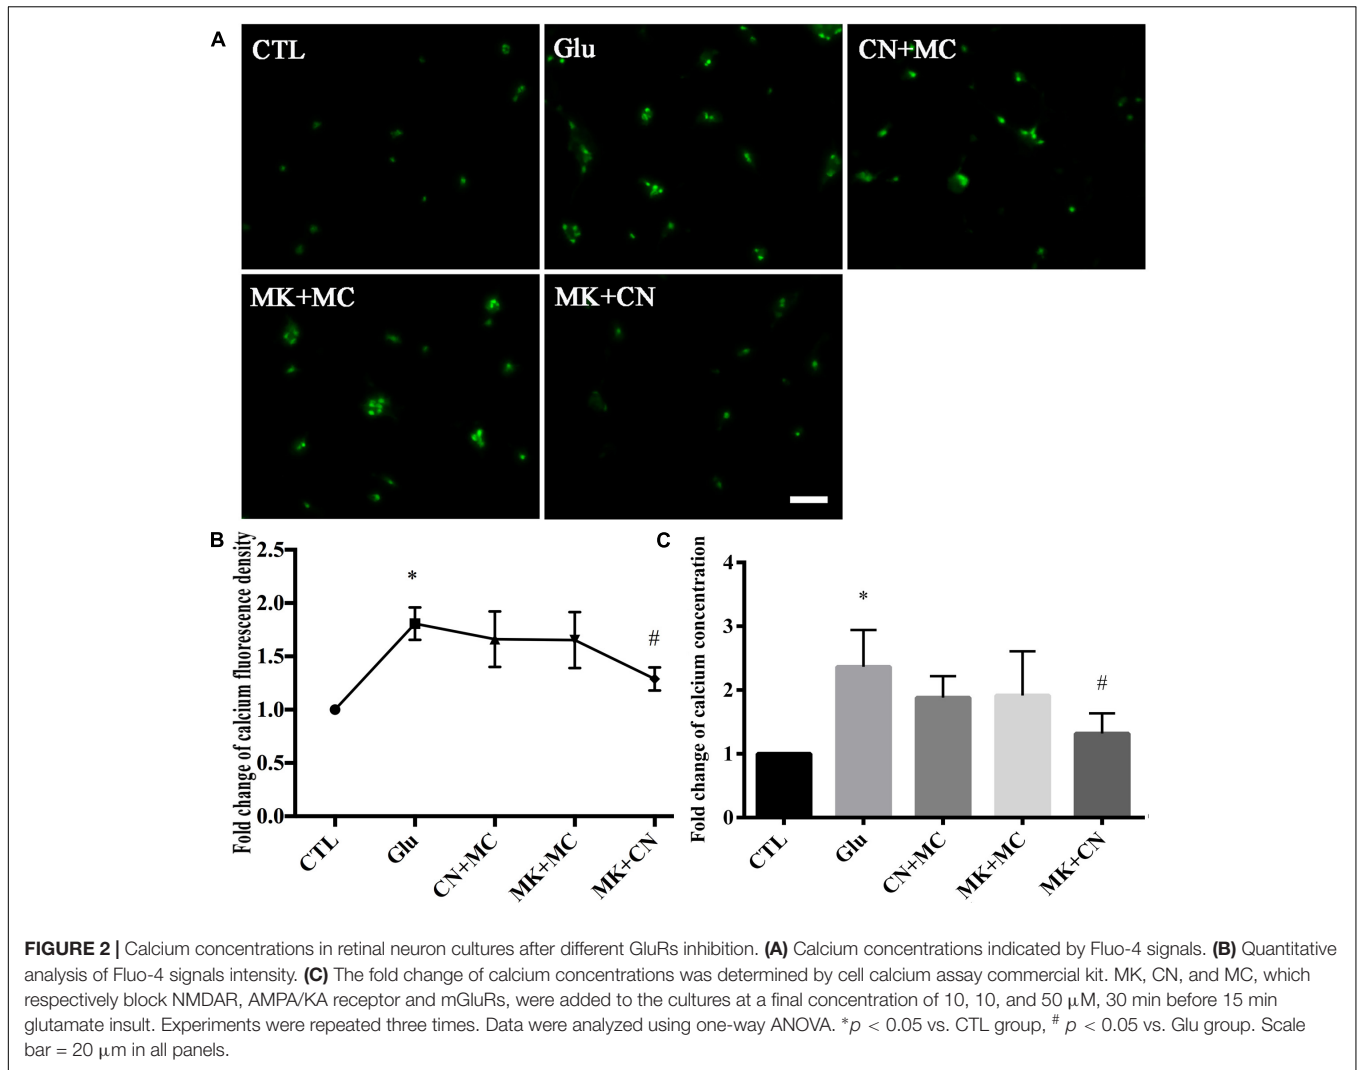 A
CTL
Glu
CN+MC
MK+MC
MK+CN
B
Fold change of calcium fluorescence density
2.5
2.0
1.5
1.0
0.5
0.0
*
#
CTL
Glu
CN+MC
MK+MC
MK+CN
C
Fold change of calcium concentration
4
3
2
1
0
*
#
CTL
Glu
CN+MC
MK+MC
MK+CN
FIGURE 2 | Calcium concentrations in retinal neuron cultures after different GluRs inhibition. (A) Calcium concentrations indicated by Fluo-4 signals. (B) Quantitative
analysis of Fluo-4 signals intensity. (C) The fold change of calcium concentrations was determined by cell calcium assay commercial kit. MK, CN, and MC, which
respectively block NMDAR, AMPA/KA receptor and mGluRs, were added to the cultures at a final concentration of 10, 10, and 50 μM, 30 min before 15 min
glutamate insult. Experiments were repeated three times. Data were analyzed using one-way ANOVA. *p < 0.05 vs. CTL group, # p < 0.05 vs. Glu group. Scale
bar = 20 μm in all panels.